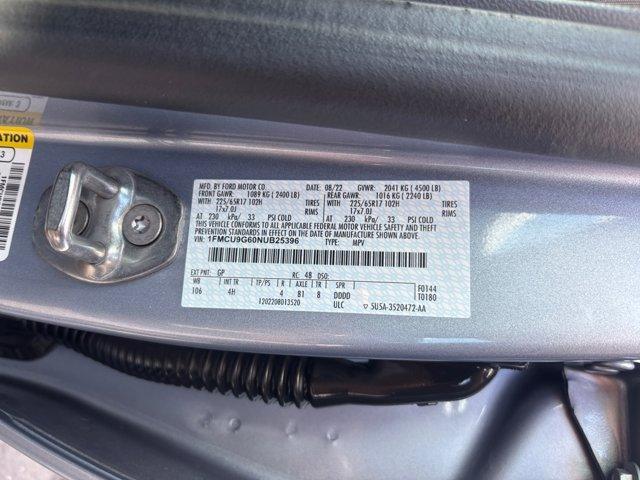 ATION
MFD. BY FORD MOTOR CO. DATE: 08/22 GVWR: 2041 KG ( 4500 LB)
FRONT GAWR: 1089 KG ( 2400 LB) REAR GAWR: 1016 KG ( 2240 LB)
225/65R17 102H TIRES 225/65R17 102H TIRES
17x7.0J RIMS 17x7.0J RIMS
AT 230 kPa/ 33 PSI COLD AT 230 kPa/ 33 PSI COLD
THIS VEHICLE CONFORMS TO ALL APPLICABLE FEDERAL MOTOR VEHICLE SAFETY AND THEFT
PREVENTION STANDARDS IN EFFECT ON THE DATE OF MANUFACTURE SHOWN ABOVE.
VIN: 1FMCU9G60NUB25396 TYPE: MPV
EXT PNT: GP RC: 48 DSO: F0144
WB INT TR TP/PS R AXLE TR SPR T0180
106 4H 4 81 8 DDDD
1202208013520 ULC 5U5A-3520472-AA